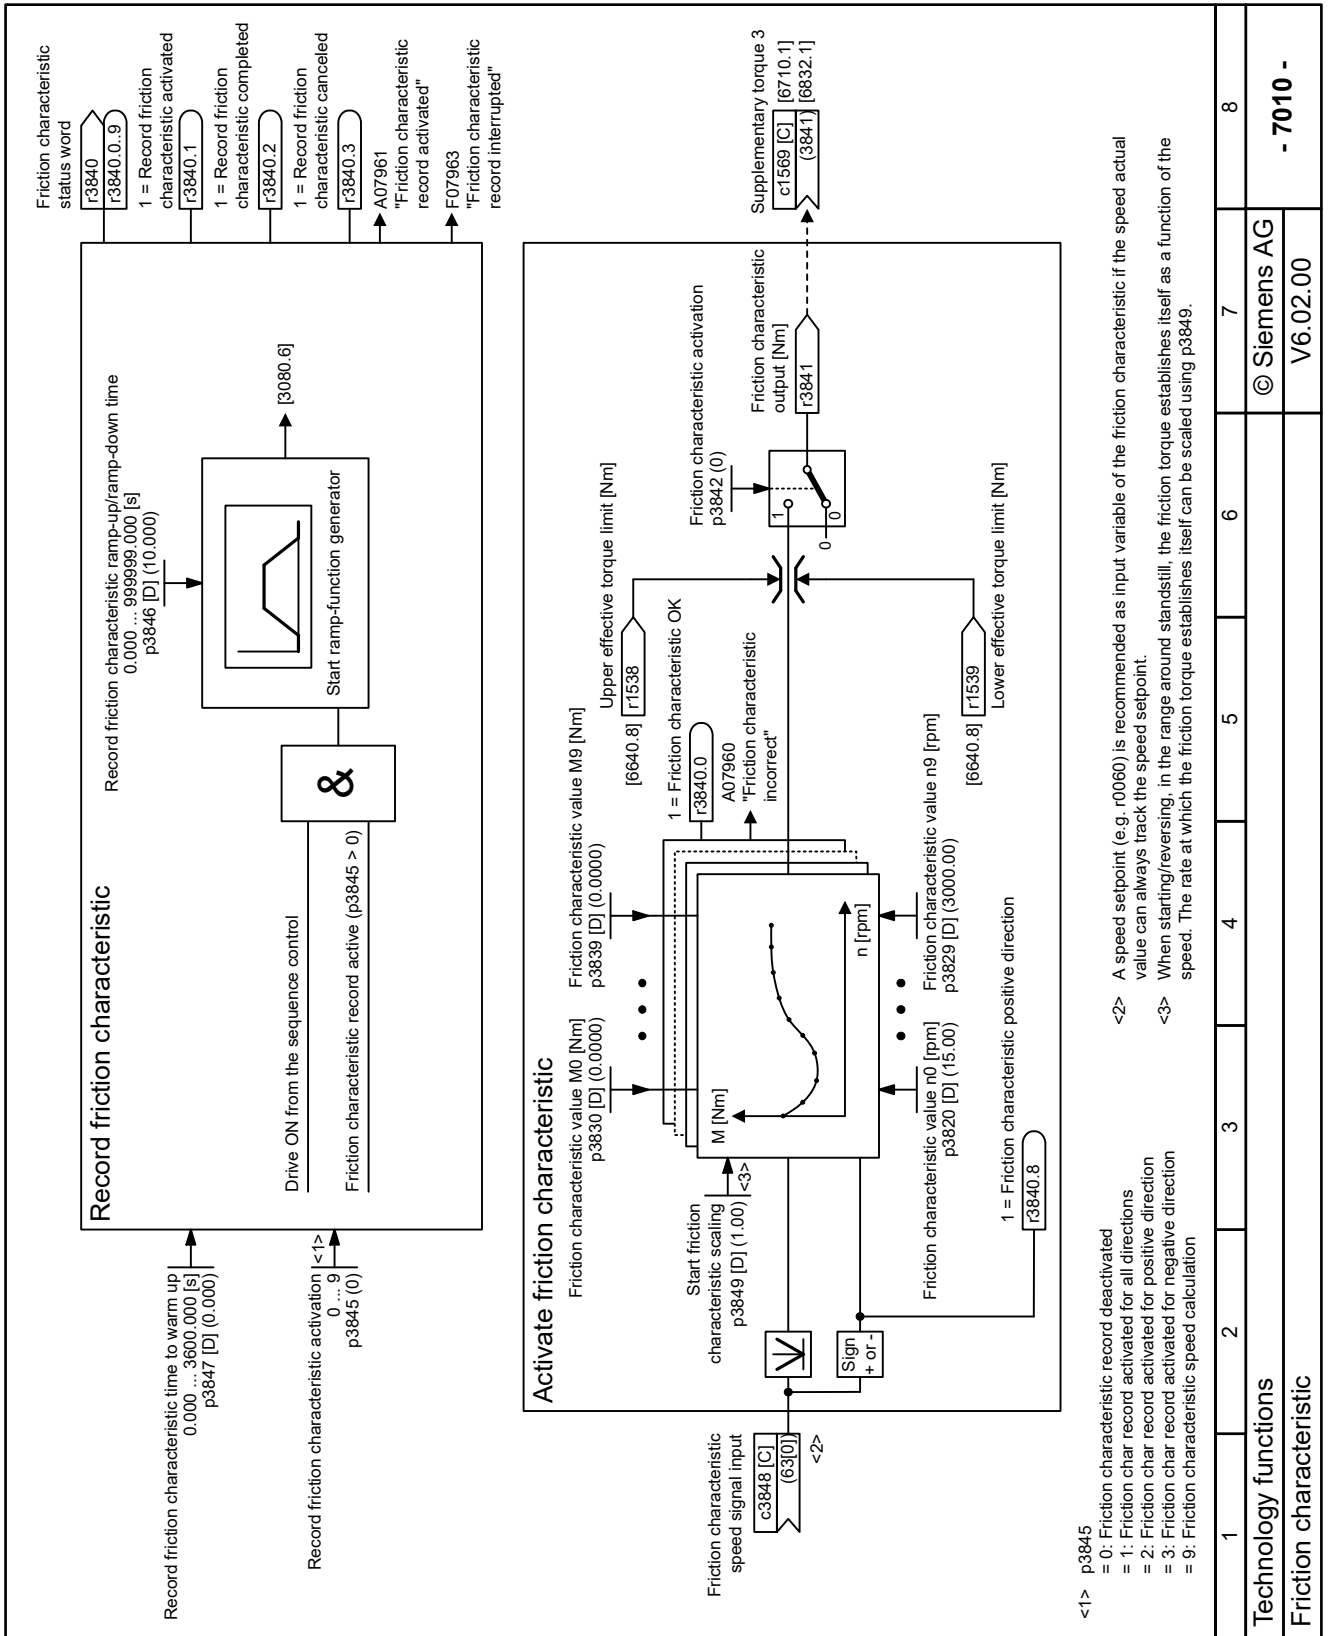 Record friction characteristic
Record friction characteristic time to warm up
0.000 ... 3600.000 [s]
p3847 [D] (0.000)
Record friction characteristic activation
<1>
0 ... 9
p3845 (0)
Drive ON from the sequence control
Friction characteristic record active (p3845 > 0)
&
Record friction characteristic ramp-up/ramp-down time
0.000 ... 999999.000 [s]
p3846 [D] (10.000)
Start ramp-function generator
[3080.6]
Friction characteristic
status word
r3840
r3840.0..9
1 = Record friction
characteristic activated
r3840.1
1 = Record friction
characteristic completed
r3840.2
1 = Record friction
characteristic canceled
r3840.3
A07961
"Friction characteristic
record activated"
F07963
"Friction characteristic
record interrupted"
Activate friction characteristic
Friction characteristic
speed signal input
c3848 [C]
(63[0])
<2>
Sign
+ or -
Start friction
characteristic scaling
p3849 [D] (1.00)
<3>
Friction characteristic value M0 [Nm]
p3830 [D] (0.0000)
Friction characteristic value M9 [Nm]
p3839 [D] (0.0000)
M [Nm]
n [rpm]
Friction characteristic value n0 [rpm]
p3820 [D] (15.00)
Friction characteristic value n9 [rpm]
p3829 [D] (3000.00)
1 = Friction characteristic positive direction
r3840.8
1 = Friction characteristic OK
r3840.0
A07960
"Friction characteristic
incorrect"
Upper effective torque limit [Nm]
[6640.8]
r1538
[6640.8]
r1539
Lower effective torque limit [Nm]
Friction characteristic activation
p3842 (0)
1
0
0
Friction characteristic
output [Nm]
r3841
Supplementary torque 3
c1569 [C]
[6710.1]
(3841)
[6832.1]
<1> p3845
= 0: Friction characteristic record deactivated
= 1: Friction char record activated for all directions
= 2: Friction char record activated for positive direction
= 3: Friction char record activated for negative direction
= 9: Friction characteristic speed calculation
<2> A speed setpoint (e.g. r0060) is recommended as input variable of the friction characteristic if the speed actual
value can always track the speed setpoint.
<3> When starting/reversing, in the range around standstill, the friction torque establishes itself as a function of the
speed. The rate at which the friction torque establishes itself can be scaled using p3849.
1 2 3 4 5 6 7 8
Technology functions
© Siemens AG
- 7010 -
Friction characteristic
V6.02.00